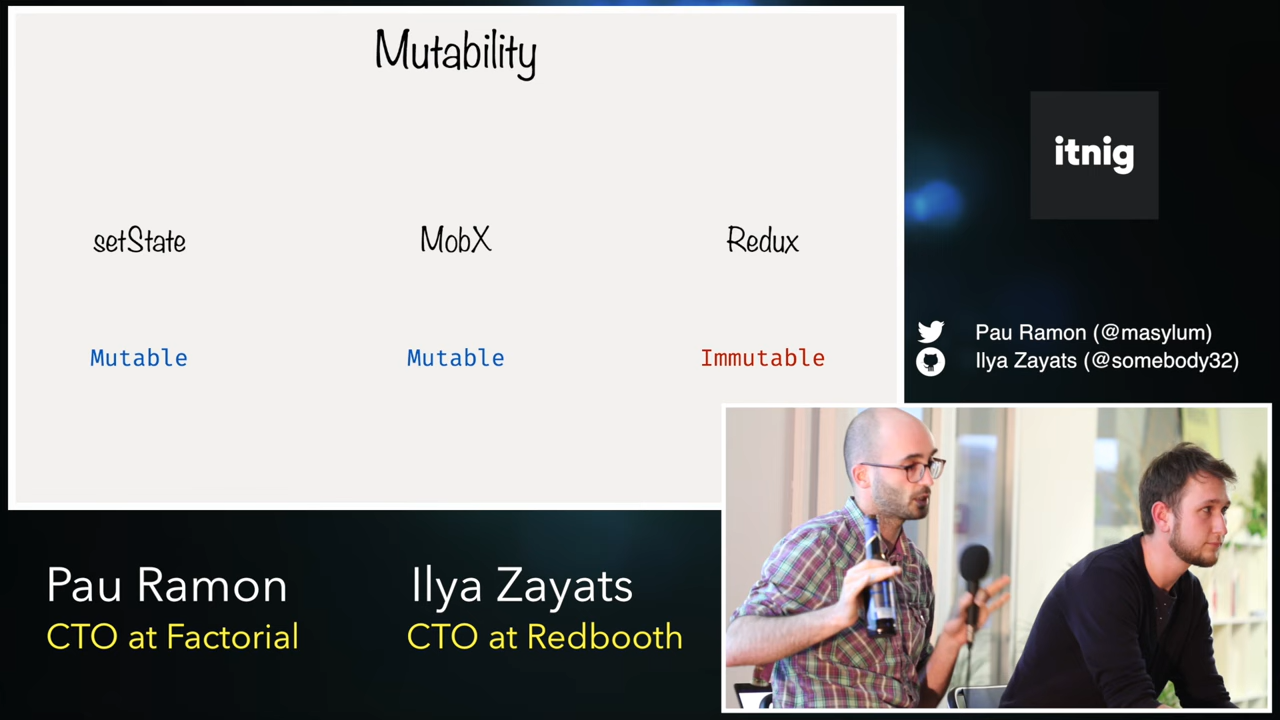 Mutability
setState MobX Redux
Mutable Mutable Immutable
itnig
Pau Ramon (@masylum)
Ilya Zayats (@somebody32)
Pau Ramon Ilya Zayats
CTO at Factorial CTO at Redbooth